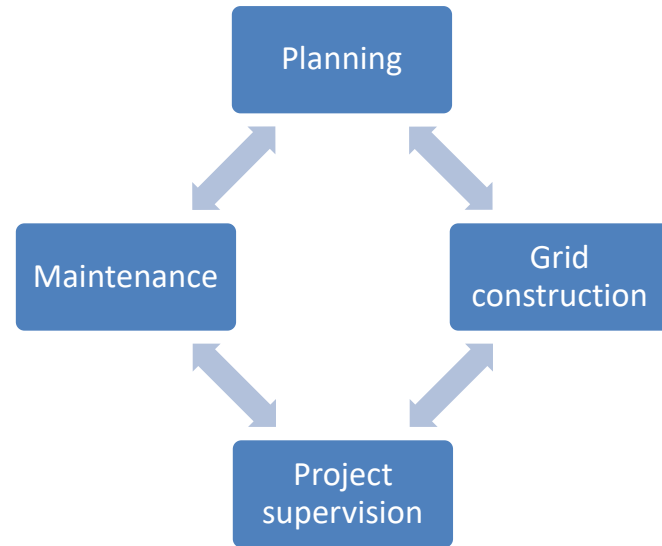 Planning
Maintenance
Grid
construction
Project
supervision